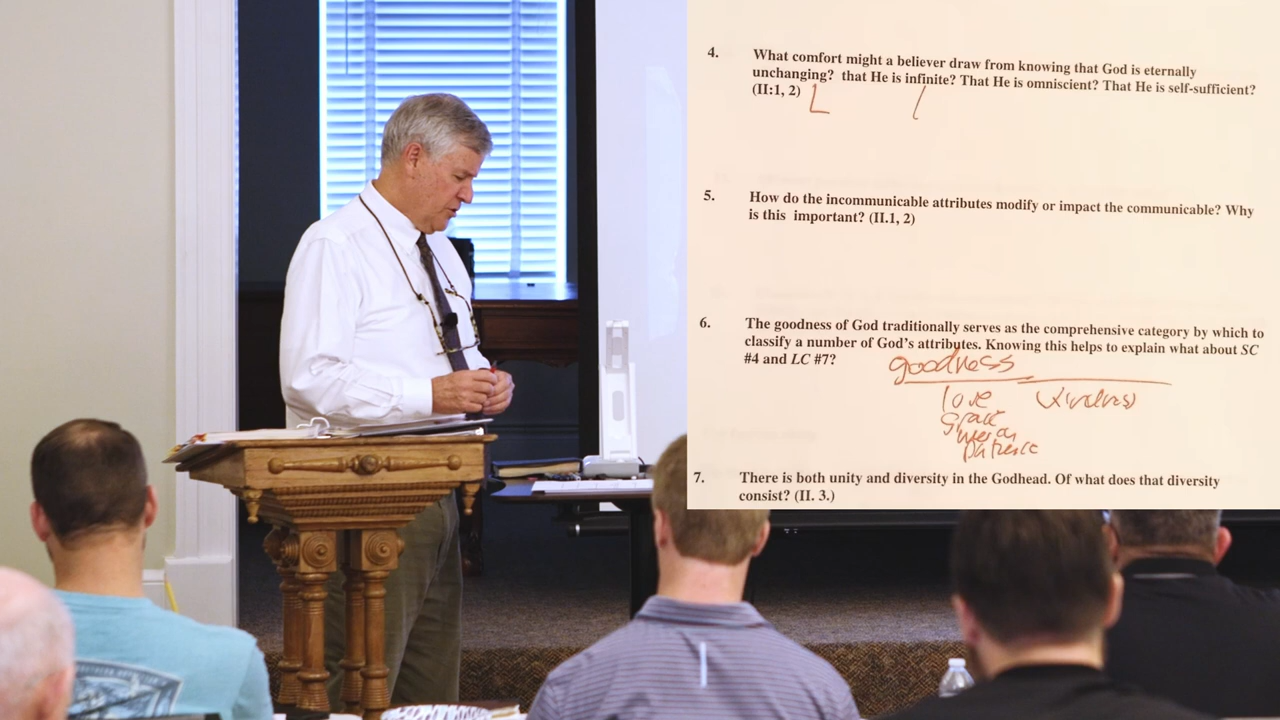 4. What comfort might a believer draw from knowing that God is eternally
unchanging? that He is infinite? That He is omniscient? That He is self-sufficient?
(II:1, 2)
5. How do the incommunicable attributes modify or impact the communicable? Why
is this important? (II.1, 2)
6. The goodness of God traditionally serves as the comprehensive category by which to
classify a number of God's attributes. Knowing this helps to explain what about SC
#4 and LC #7?
goodness
love kindness
grace
mercy
patience
7. There is both unity and diversity in the Godhead. Of what does that diversity
consist? (II. 3.)